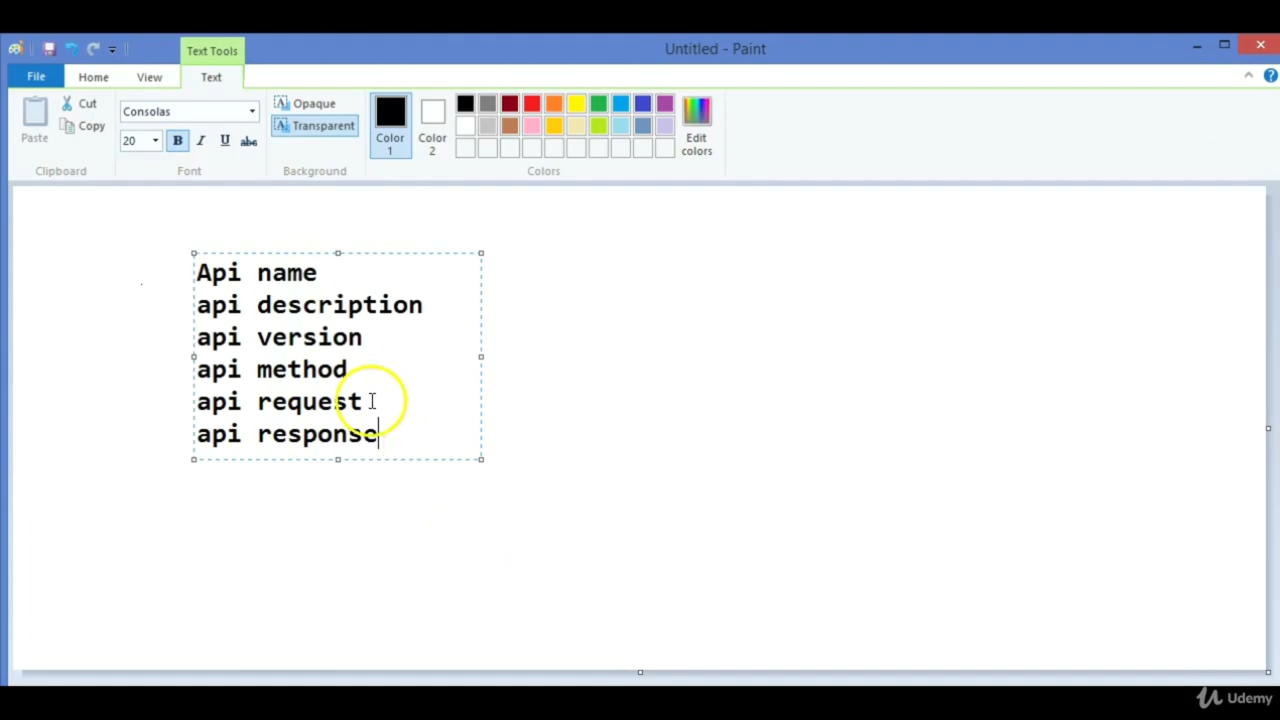 Text Tools
Untitled - Paint
File
Home
View
Text
Paste
Cut
Copy
Clipboard
Consolas
20
B
I
U
abc
Font
Opaque
Transparent
Background
Color 1
Color 2
Edit colors
Colors
Api name
api description
api version
api method
api request
api response
Udemy